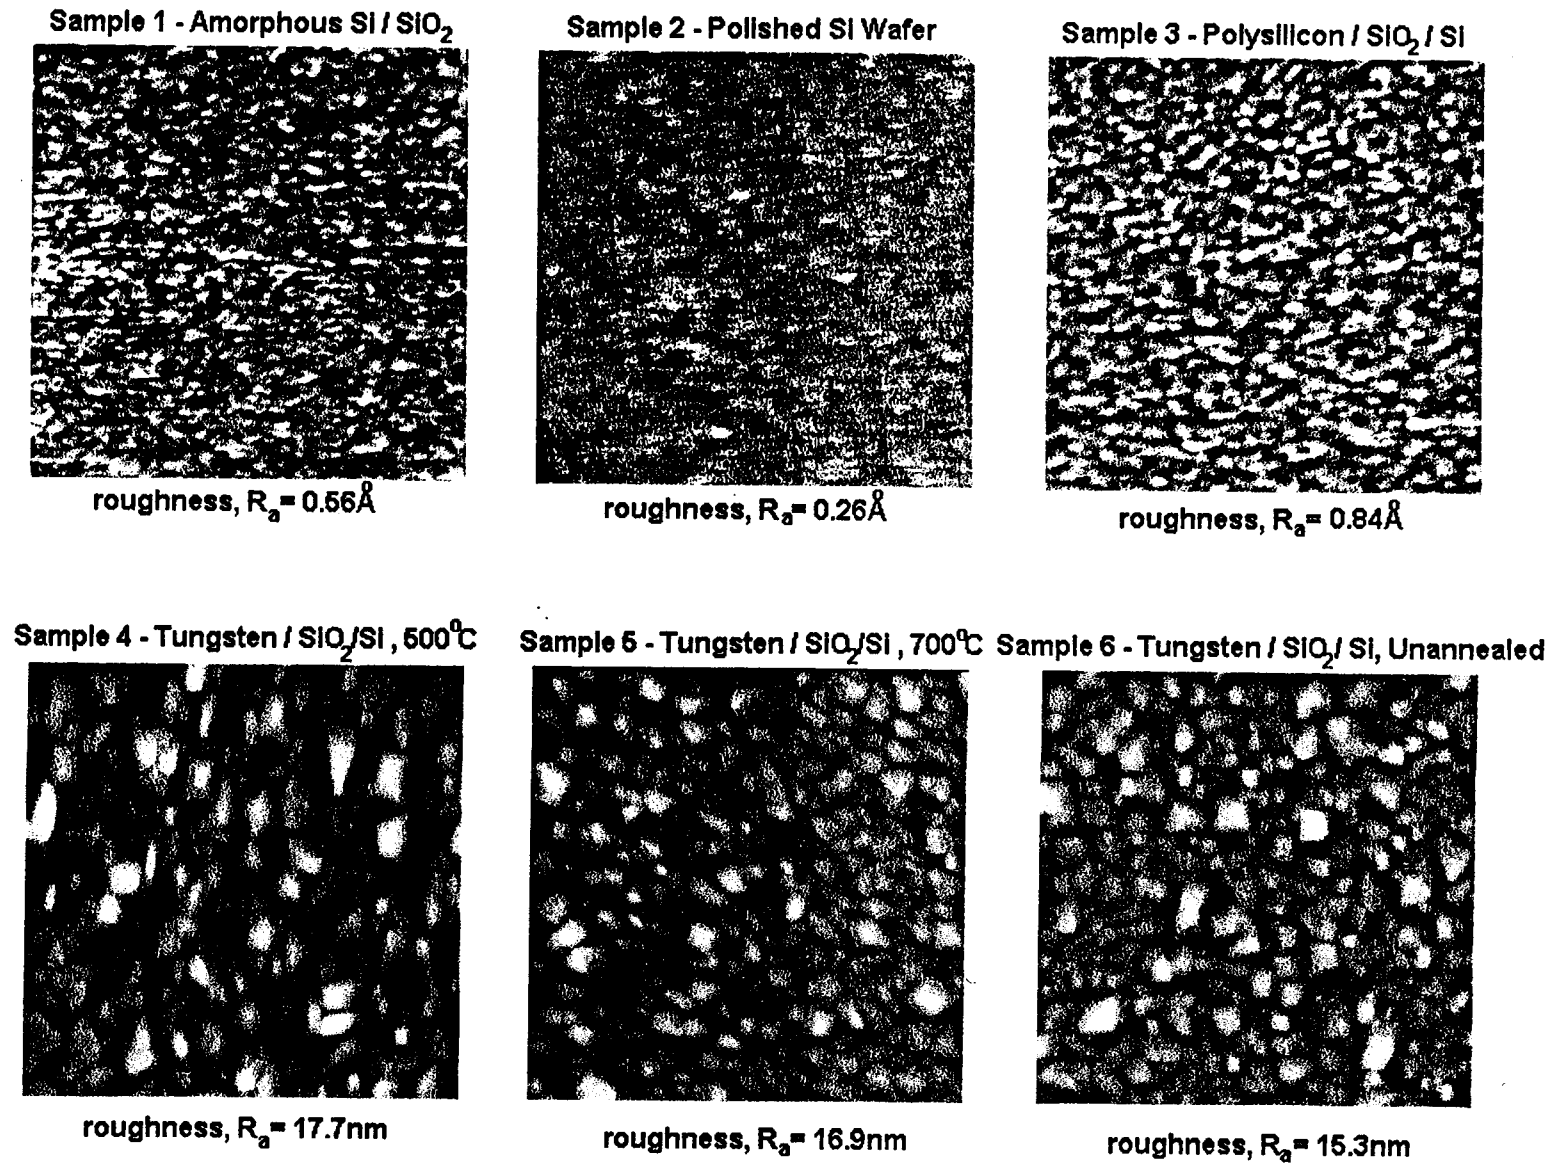 Sample 1 - Amorphous Si / SiO₂
Sample 2 - Polished Si Wafer
Sample 3 - Polysilicon / SiO₂ / Si
roughness, Rₐ= 0.56Å
roughness, Rₐ= 0.26Å
roughness, Rₐ= 0.84Å
Sample 4 - Tungsten / SiO₂/Si , 500⁰C
Sample 5 - Tungsten / SiO₂/Si , 700⁰C
Sample 6 - Tungsten / SiO₂/ Si, Unannealed
roughness, Rₐ= 17.7nm
roughness, Rₐ= 16.9nm
roughness, Rₐ= 15.3nm